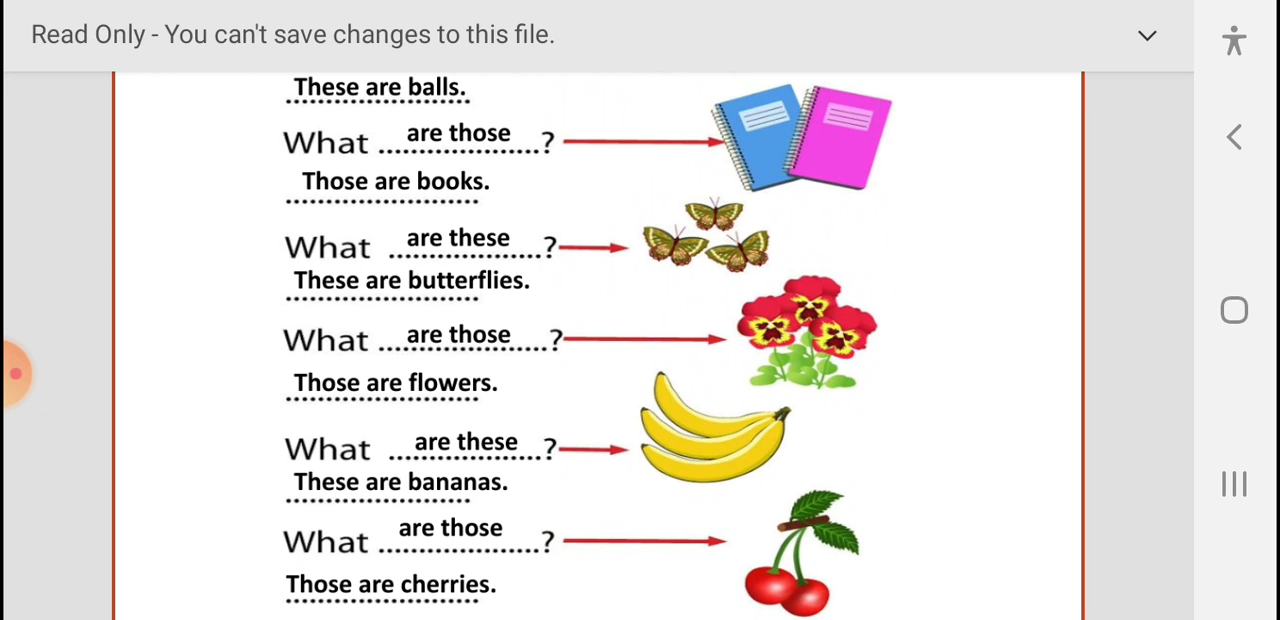 Read Only - You can't save changes to this file.
These are balls.
What ....are those....?
Those are books.
What ..are these....?
These are butterflies.
What ....are those.....?
Those are flowers.
What ...are these...?
These are bananas.
What ..are those.....?
Those are cherries.